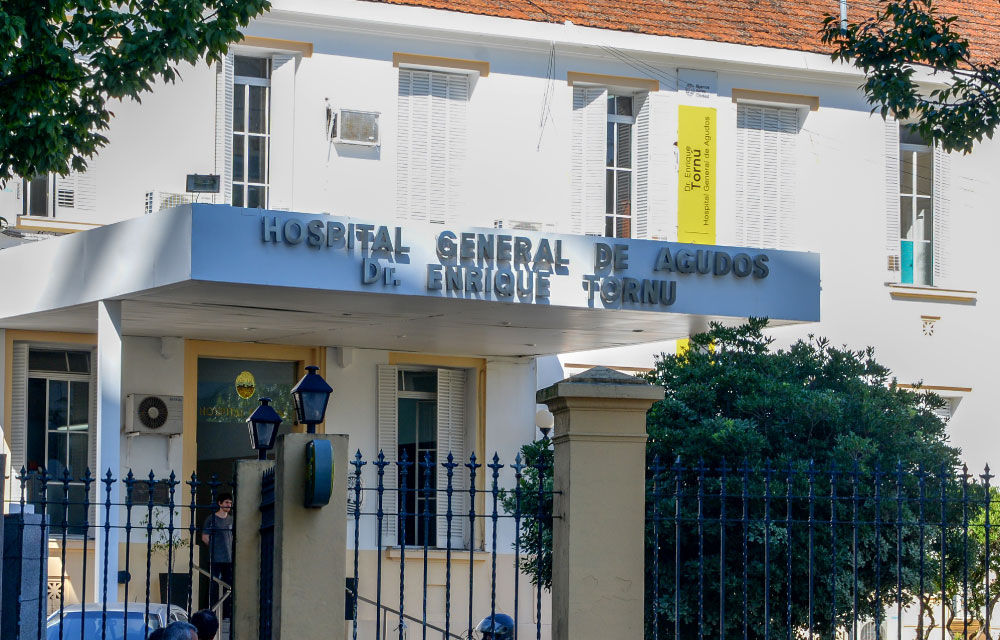 HOSPITAL GENERAL DE AGUDOS
Dr. ENRIQUE TORNU
Dr. Enrique
Tornú
Hospital General de Agudos